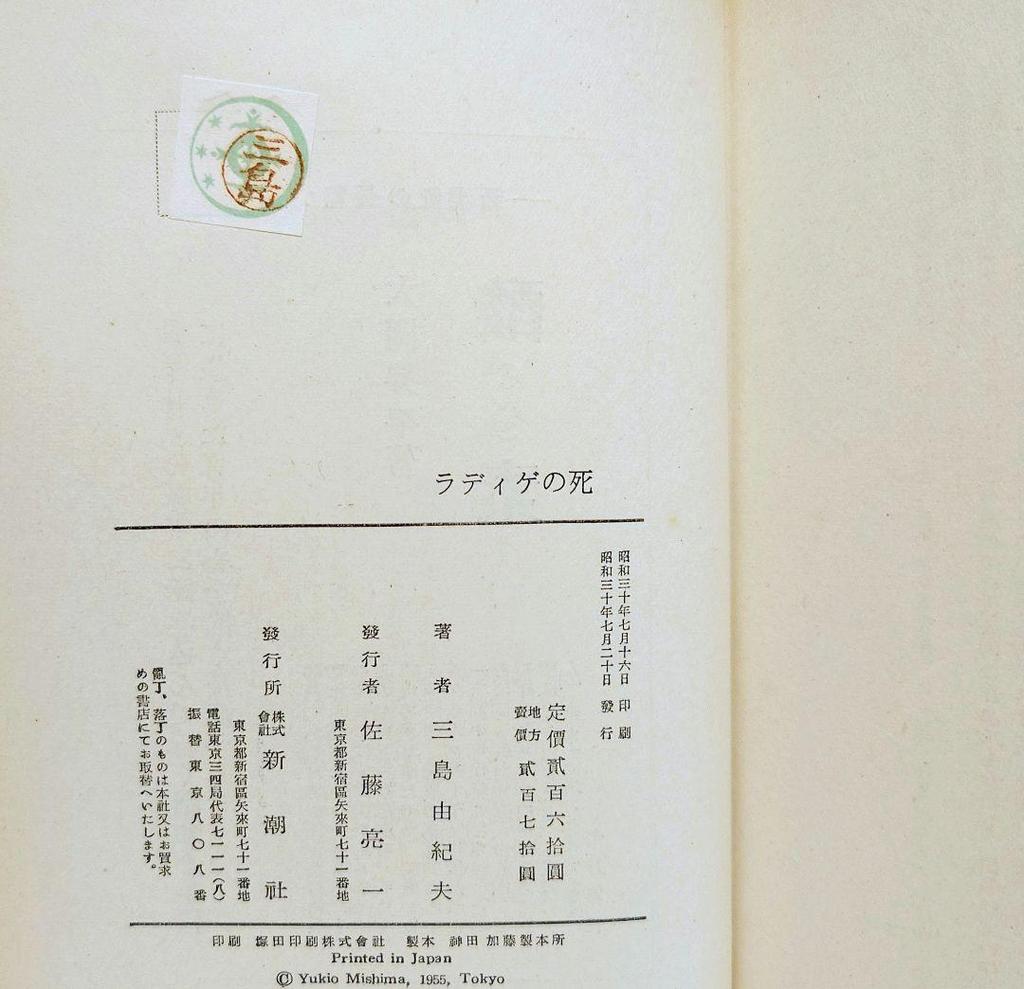 三島
ラディゲの死
昭和三十年七月十六日 印刷
昭和三十年七月二十日 發行
定價貳百六拾圓
地方賣價貳百七拾圓
著者 三島由紀夫
發行者 佐藤亮一
東京都新宿區矢來町七十一番地
發行所 株式會社 新潮社
東京都新宿區矢來町七十一番地
電話東京三四局代表七一一一(八)
振替東京八〇八番
亂丁、落丁のものは本社又はお買求
めの書店にてお取替へいたします。
印刷 塚田印刷株式會社 製本 神田 加藤製本所
Printed in Japan
© Yukio Mishima, 1955, Tokyo